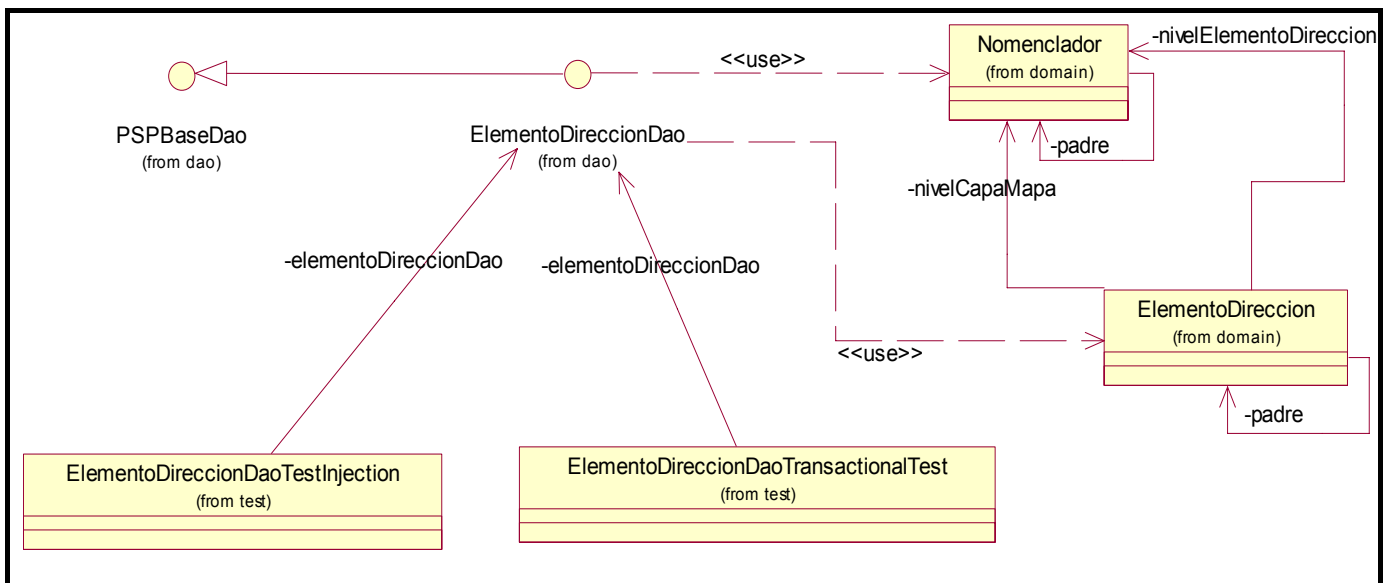 Nomenclador
(from domain)
-nivelElementoDireccion
<<use>>
PSPBaseDao
(from dao)
ElementoDireccionDao
(from dao)
-padre
-nivelCapaMapa
-elementoDireccionDao
-elementoDireccionDao
ElementoDireccion
(from domain)
<<use>>
-padre
ElementoDireccionDaoTestInjection
(from test)
ElementoDireccionDaoTransactionalTest
(from test)